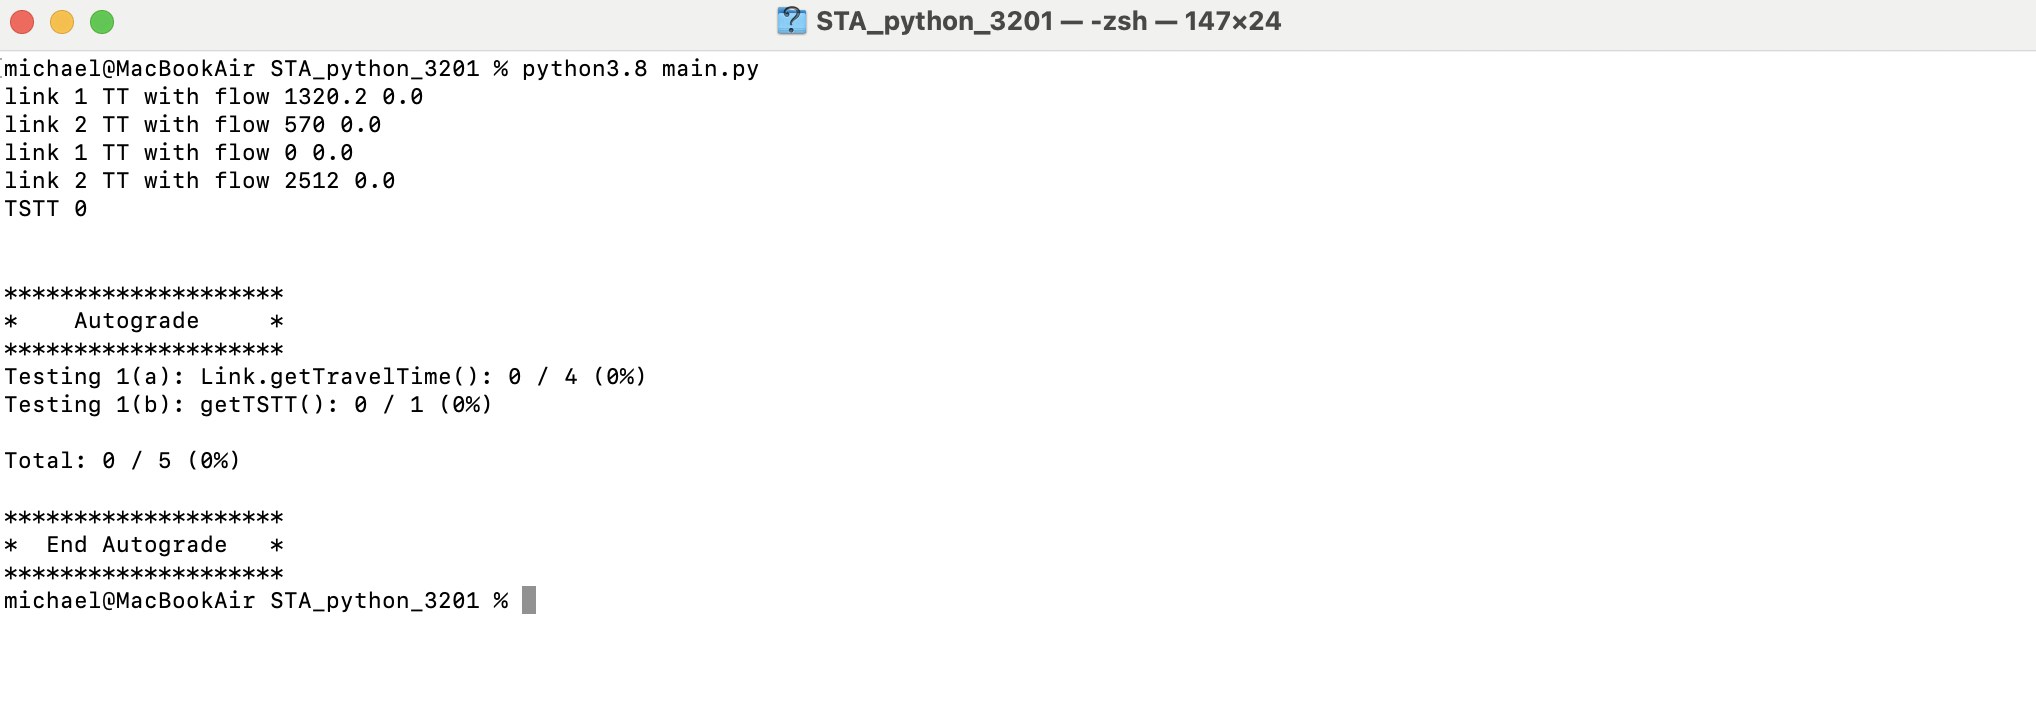 STA_python_3201 — -zsh — 147×24
michael@MacBookAir STA_python_3201 % python3.8 main.py
link 1 TT with flow 1320.2 0.0
link 2 TT with flow 570 0.0
link 1 TT with flow 0 0.0
link 2 TT with flow 2512 0.0
TSTT 0
********************
*    Autograde     *
********************
Testing 1(a): Link.getTravelTime(): 0 / 4 (0%)
Testing 1(b): getTSTT(): 0 / 1 (0%)
Total: 0 / 5 (0%)
********************
*  End Autograde   *
********************
michael@MacBookAir STA_python_3201 %